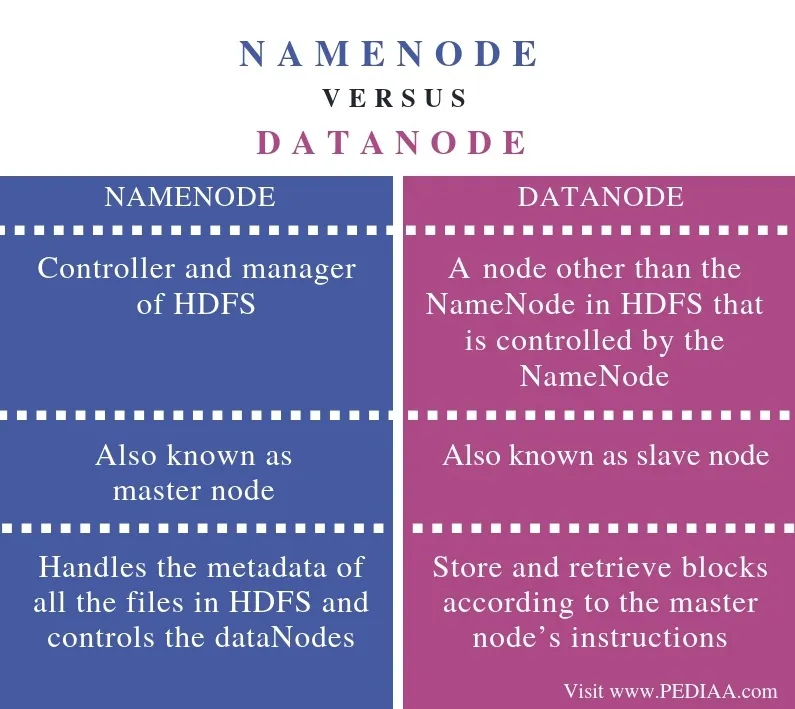 NAMENODE
VERSUS
DATANODE
NAMENODE
Controller and manager
of HDFS
Also known as
master node
Handles the metadata of
all the files in HDFS and
controls the dataNodes
DATANODE
A node other than the
NameNode in HDFS that
is controlled by the
NameNode
Also known as slave node
Store and retrieve blocks
according to the master
node’s instructions
Visit www.PEDIAA.com